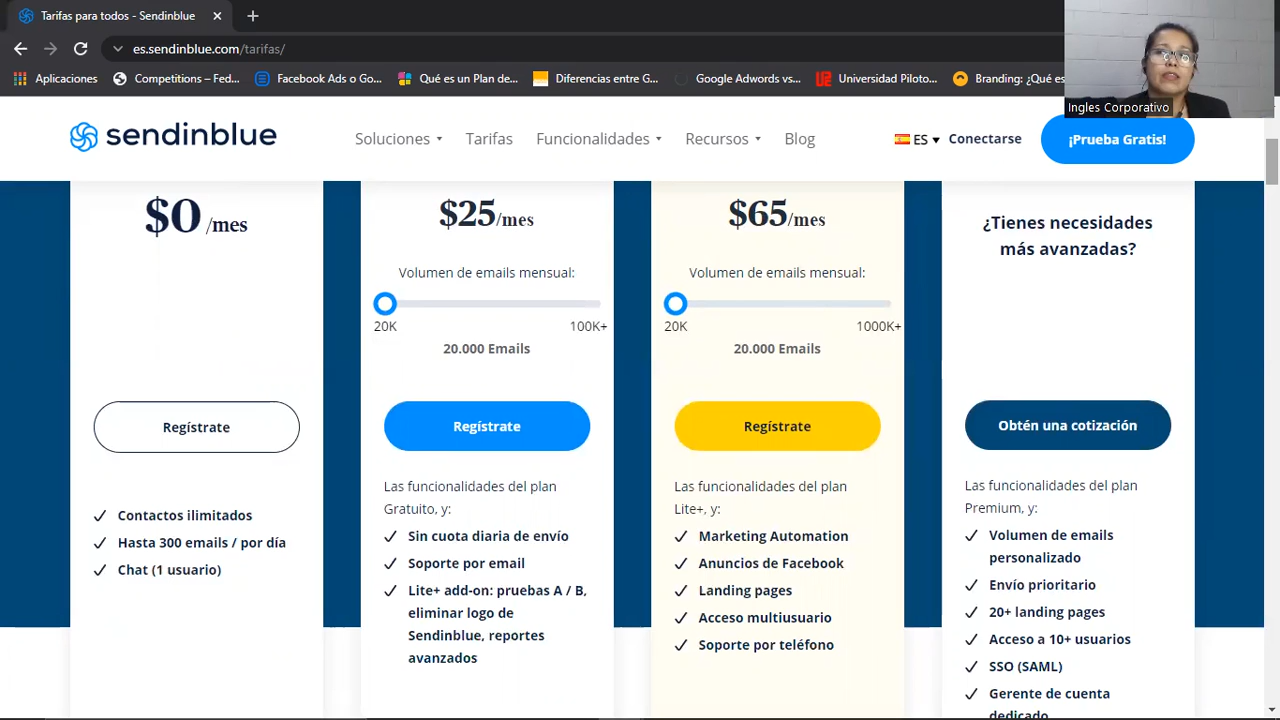 Tarifas para todos - Sendinblue
es.sendinblue.com/tarifas/
Aplicaciones
Competitions – Fed...
Facebook Ads o Go...
Qué es un Plan de...
Diferencias entre G...
Google Adwords vs...
Universidad Piloto...
Branding: ¿Qué es
Ingles Corporativo
sendinblue
Soluciones
Tarifas
Funcionalidades
Recursos
Blog
ES
Conectarse
¡Prueba Gratis!
$0 /mes
Regístrate
Contactos ilimitados
Hasta 300 emails / por día
Chat (1 usuario)
$25/mes
Volumen de emails mensual:
20K 100K+
20.000 Emails
Regístrate
Las funcionalidades del plan
Gratuito, y:
Sin cuota diaria de envío
Soporte por email
Lite+ add-on: pruebas A / B,
eliminar logo de
Sendinblue, reportes
avanzados
$65/mes
Volumen de emails mensual:
20K 1000K+
20.000 Emails
Regístrate
Las funcionalidades del plan
Lite+, y:
Marketing Automation
Anuncios de Facebook
Landing pages
Acceso multiusuario
Soporte por teléfono
¿Tienes necesidades
más avanzadas?
Obtén una cotización
Las funcionalidades del plan
Premium, y:
Volumen de emails
personalizado
Envío prioritario
20+ landing pages
Acceso a 10+ usuarios
SSO (SAML)
Gerente de cuenta
dedicado